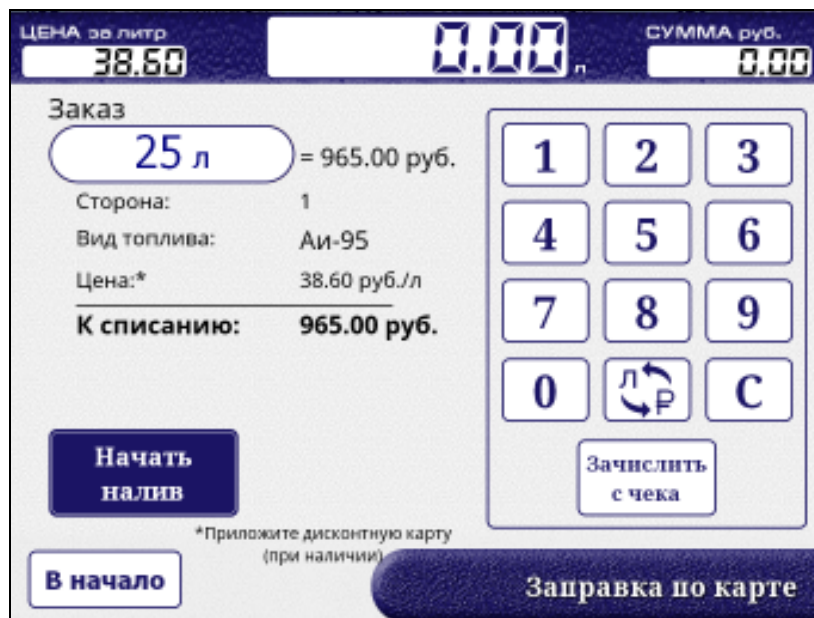 ЦЕНА за литр
38.60
0.00 л
СУММА руб.
0.00
Заказ
25 л = 965.00 руб.
Сторона: 1
Вид топлива: Аи-95
Цена:* 38.60 руб./л
К списанию: 965.00 руб.
1 2 3
4 5 6
7 8 9
0 Л ₽ С
Зачислить
с чека
Начать
налив
*Приложите дисконтную карту
(при наличии)
В начало
Заправка по карте